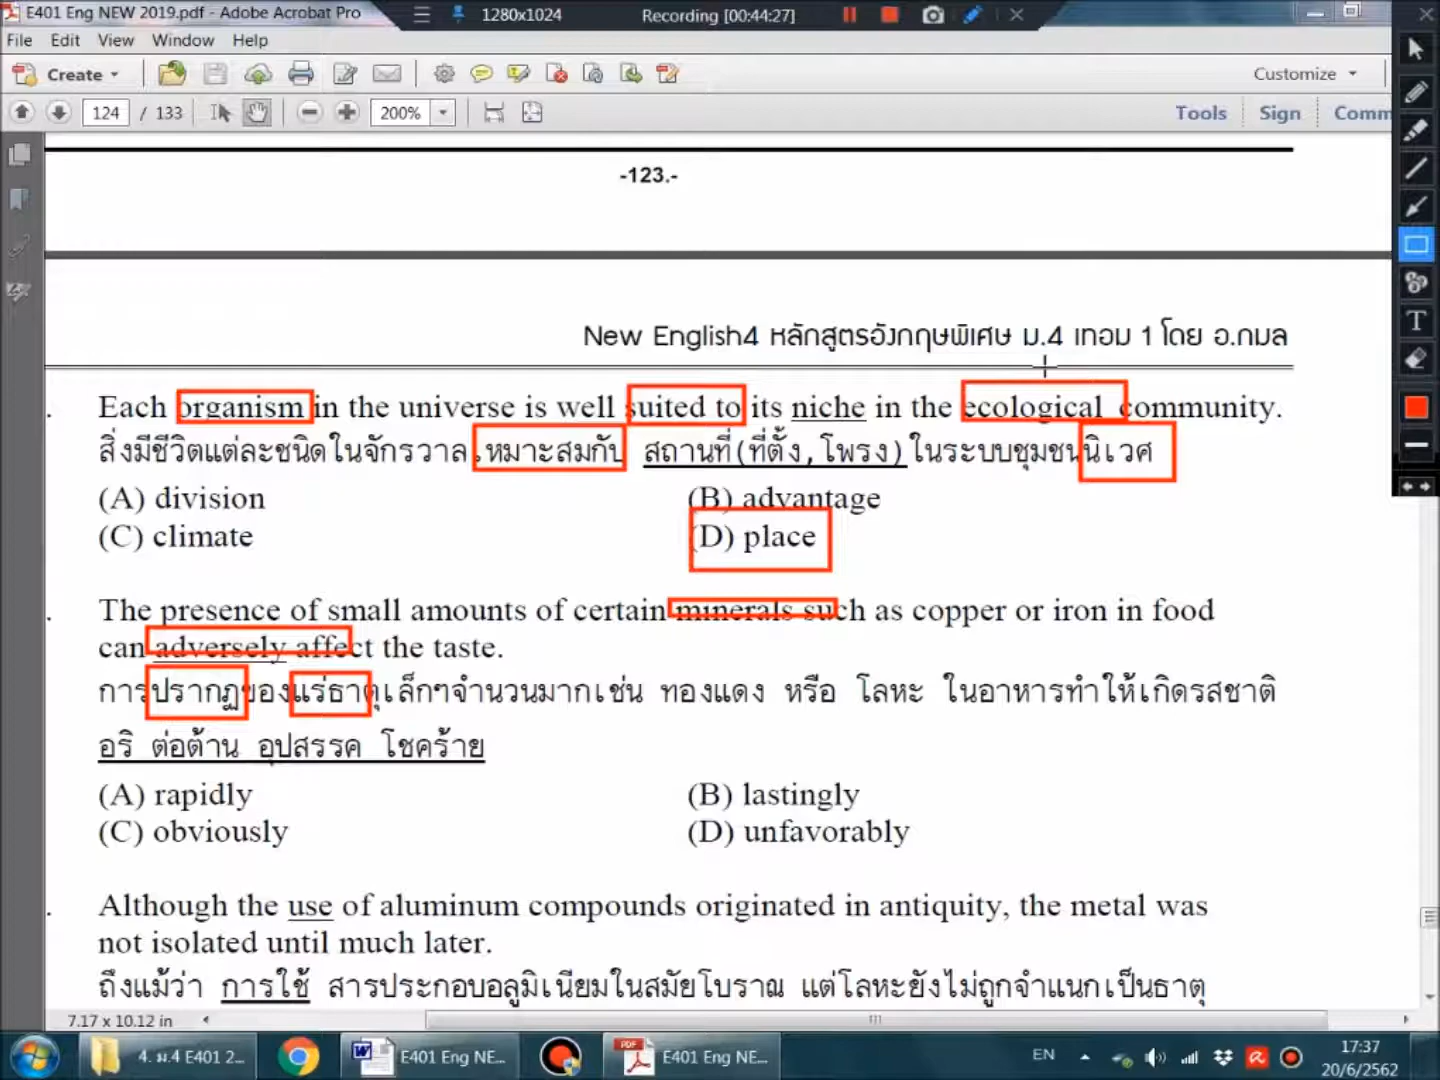 E401 Eng NEW 2019.pdf - Adobe Acrobat Pro
1280x1024
Recording [00:44:27]
File Edit View Window Help
Create
Customize
124 / 133
200%
Tools
Sign
Comm
-123.-
New English4 หลักสูตรอังกฤษพิเศษ ม.4 เทอม 1 โดย อ.กมล
. Each organism in the universe is well suited to its niche in the ecological community.
สิ่งมีชีวิตแต่ละชนิดในจักรวาล เหมาะสมกับ สถานที่(ที่ตั้ง,โพรง)ในระบบชุมชนนิเวศ
(A) division (B) advantage
(C) climate (D) place
. The presence of small amounts of certain minerals such as copper or iron in food
can adversely affect the taste.
การปรากฏของแร่ธาตุเล็กๆจำนวนมากเช่น ทองแดง หรือ โลหะ ในอาหารทำให้เกิดรสชาติ
อริ ต่อต้าน อุปสรรค โชคร้าย
(A) rapidly (B) lastingly
(C) obviously (D) unfavorably
. Although the use of aluminum compounds originated in antiquity, the metal was
not isolated until much later.
ถึงแม้ว่า การใช้ สารประกอบอลูมิเนียมในสมัยโบราณ แต่โลหะยังไม่ถูกจำแนกเป็นธาตุ
7.17 x 10.12 in
4. ม.4 E401 2...
E401 Eng NE...
E401 Eng NE...
EN
17:37
20/6/2562